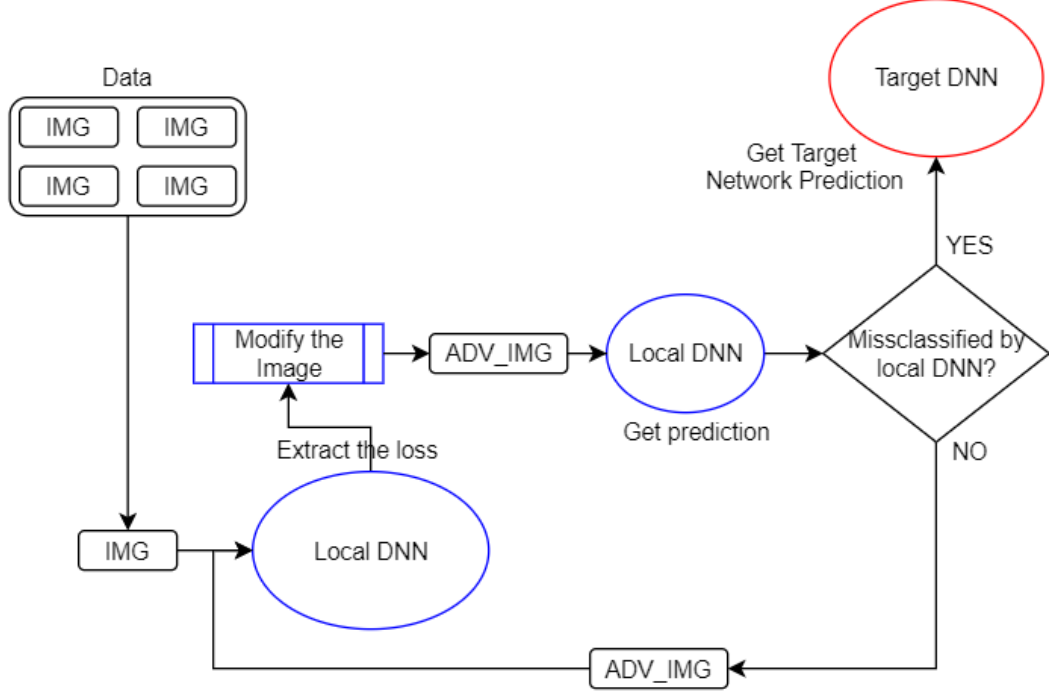 Data
IMG
IMG
IMG
IMG
Target DNN
Get Target
Network Prediction
YES
Modify the
Image
ADV_IMG
Local DNN
Missclassified by
local DNN?
Get prediction
Extract the loss
NO
IMG
Local DNN
ADV_IMG